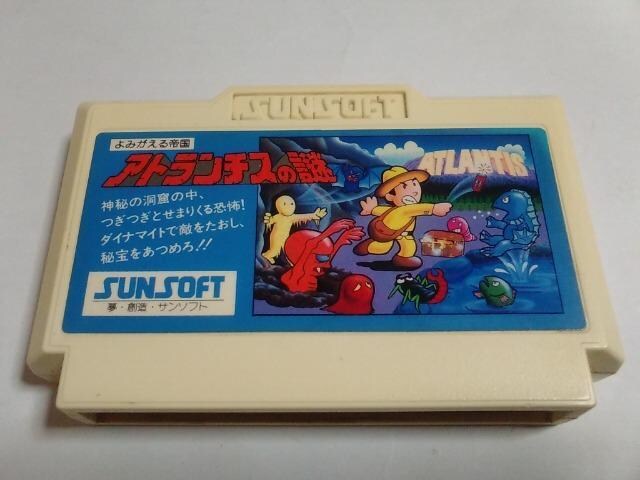 SUNSOFT
よみがえる帝国
アトランチスの謎
ATLANTIS
神秘の洞窟の中、
つぎつぎとせまりくる恐怖!
ダイナマイトで敵をたおし、
秘宝をあつめろ!!
SUNSOFT
夢・創造・サンソフト